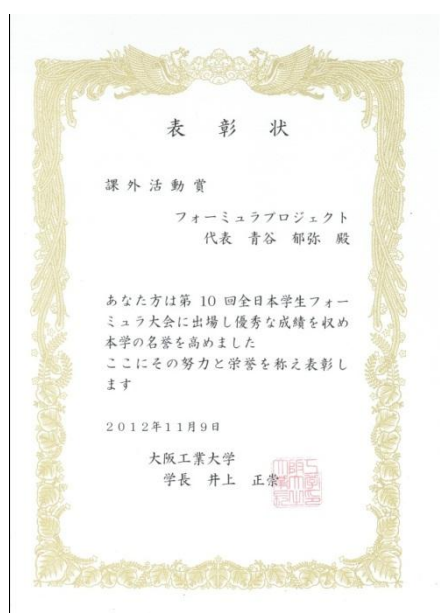 表 彰 状
課外活動賞
フォーミュラプロジェクト
代表 青谷 郁弥 殿
あなた方は第 10 回全日本学生フォー
ミュラ大会に出場し優秀な成績を収め
本学の名誉を高めました
ここにその努力と栄誉を称え表彰し
ます
2012年11月9日
大阪工業大学
学長 井上 正崇